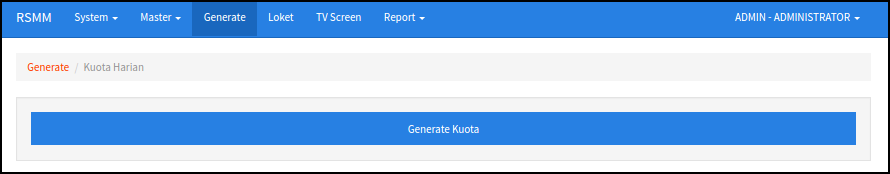 RSMM System Master Generate Loket TV Screen Report ADMIN - ADMINISTRATOR
Generate / Kuota Harian
Generate Kuota